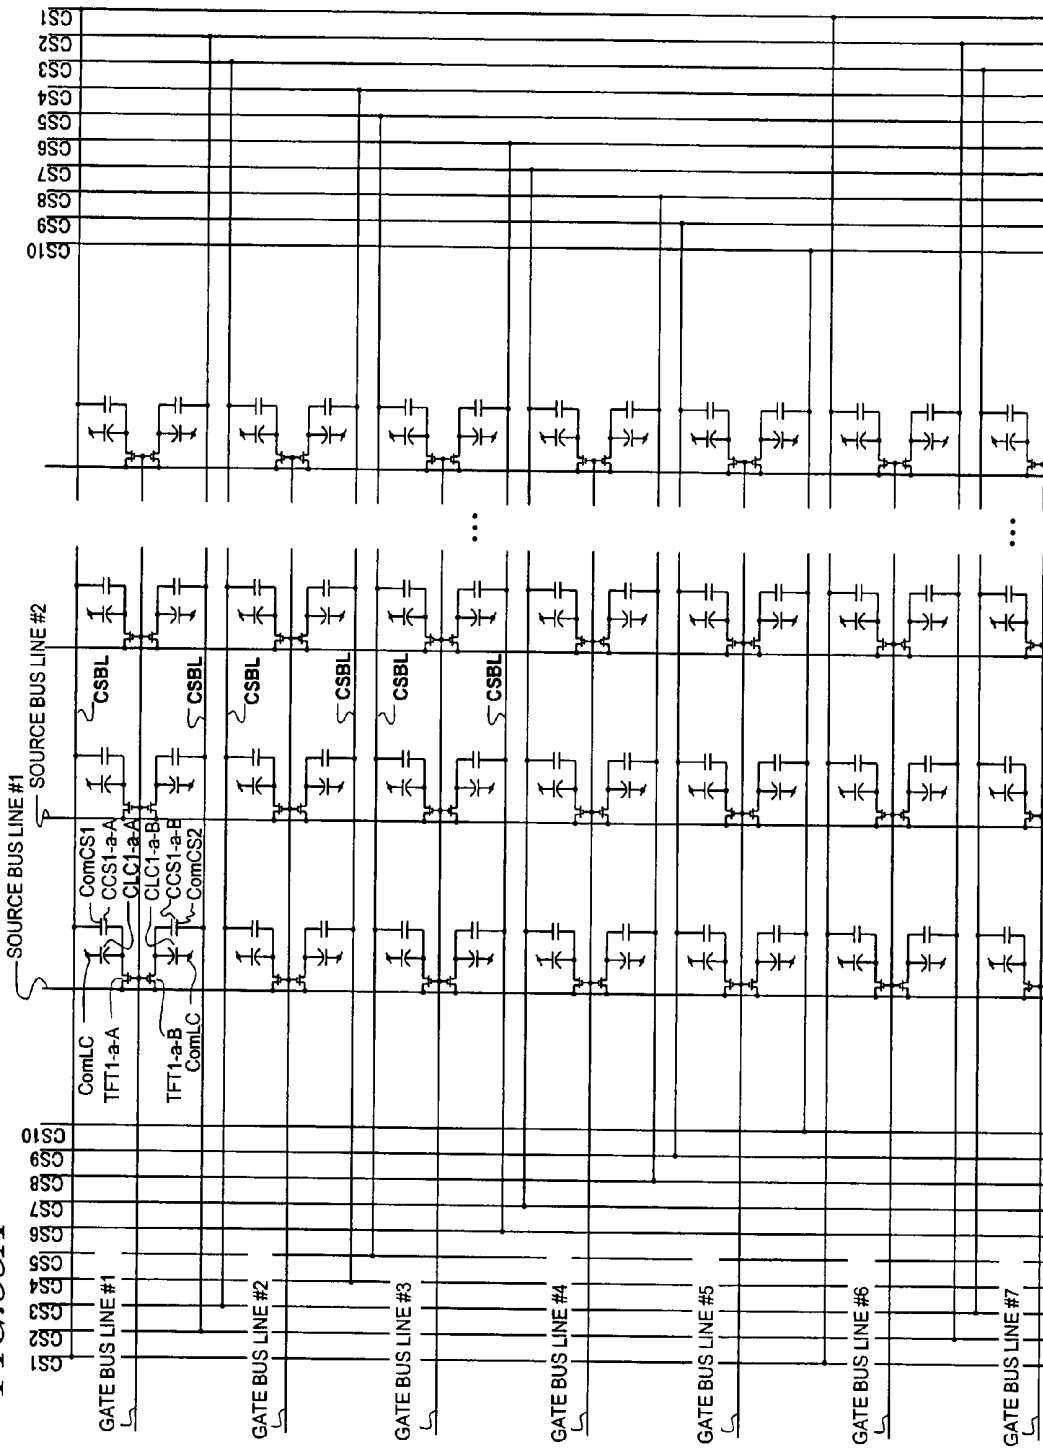 CS1
CS2
CS3
CS4
CS5
CS6
CS7
CS8
CS9
CS10
SOURCE BUS LINE #1
SOURCE BUS LINE #2
ComLC
TFT1-a-A
TFT1-a-B
ComLC
ComCS1
CCS1-a-A
CLC1-a-A
CLC1-a-B
CCS1-a-B
ComCS2
CSBL
CSBL
CSBL
CSBL
CSBL
CSBL
...
...
CS10
CS9
CS8
CS7
CS6
CS5
CS4
CS3
CS2
CS1
GATE BUS LINE #1
GATE BUS LINE #2
GATE BUS LINE #3
GATE BUS LINE #4
GATE BUS LINE #5
GATE BUS LINE #6
GATE BUS LINE #7